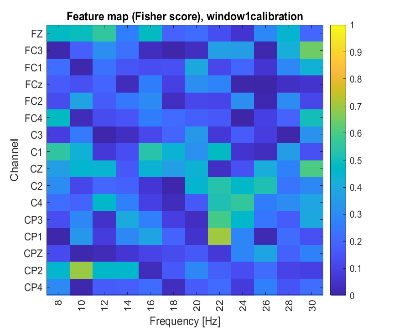 Feature map (Fisher score), window1calibration
FZ
FC3
FC1
FCz
FC2
FC4
C3
C1
CZ
C2
C4
CP3
CP1
CPZ
CP2
CP4
Channel
8 10 12 14 16 18 20 22 24 26 28 30
Frequency [Hz]
1
0.9
0.8
0.7
0.6
0.5
0.4
0.3
0.2
0.1
0